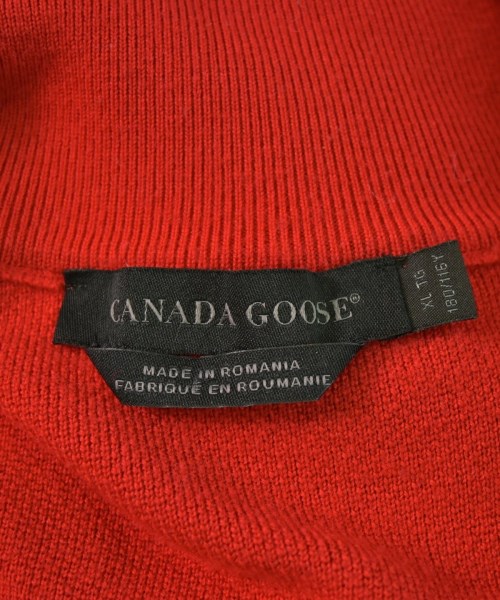 CANADA GOOSE®
MADE IN ROMANIA
FABRIQUÉ EN ROUMANIE
XL TG
180/116Y